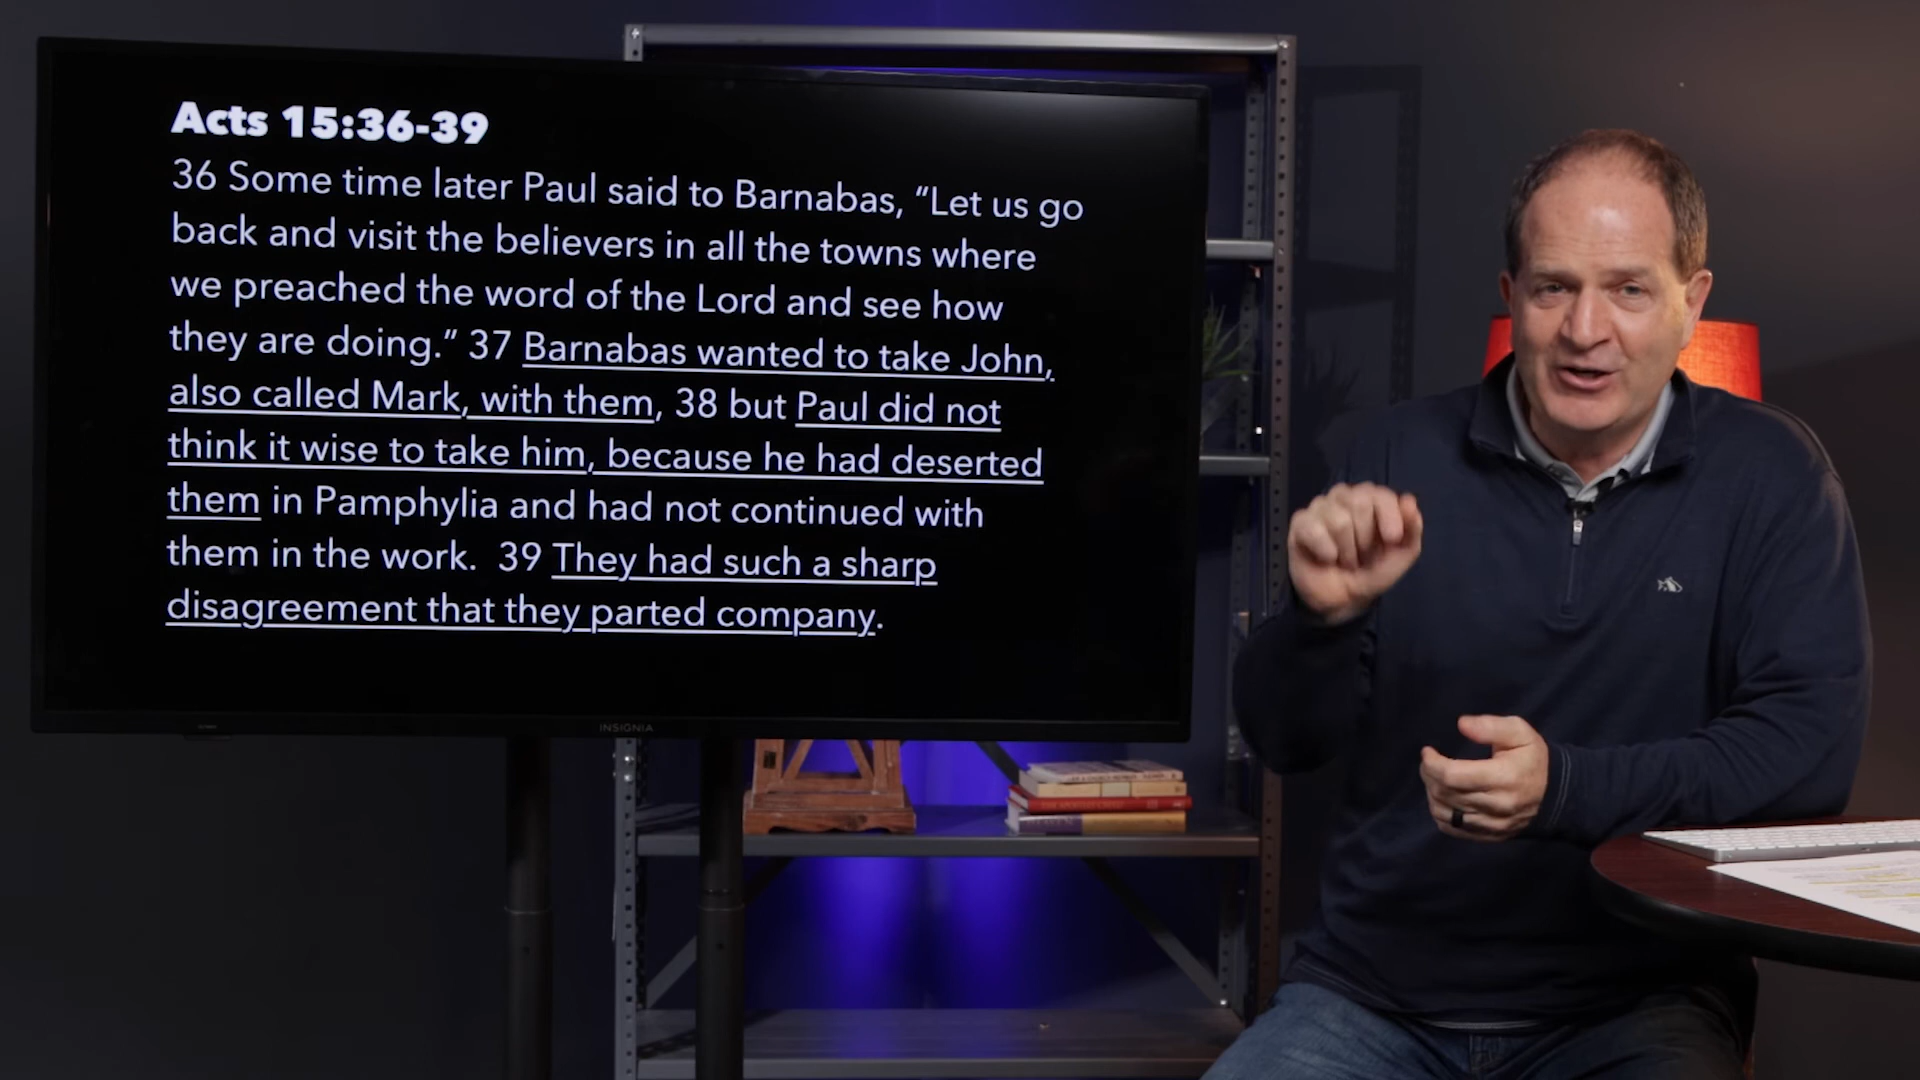 Acts 15:36-39
36 Some time later Paul said to Barnabas, “Let us go
back and visit the believers in all the towns where
we preached the word of the Lord and see how
they are doing.” 37 Barnabas wanted to take John,
also called Mark, with them, 38 but Paul did not
think it wise to take him, because he had deserted
them in Pamphylia and had not continued with
them in the work.  39 They had such a sharp
disagreement that they parted company.
INSIGNIA